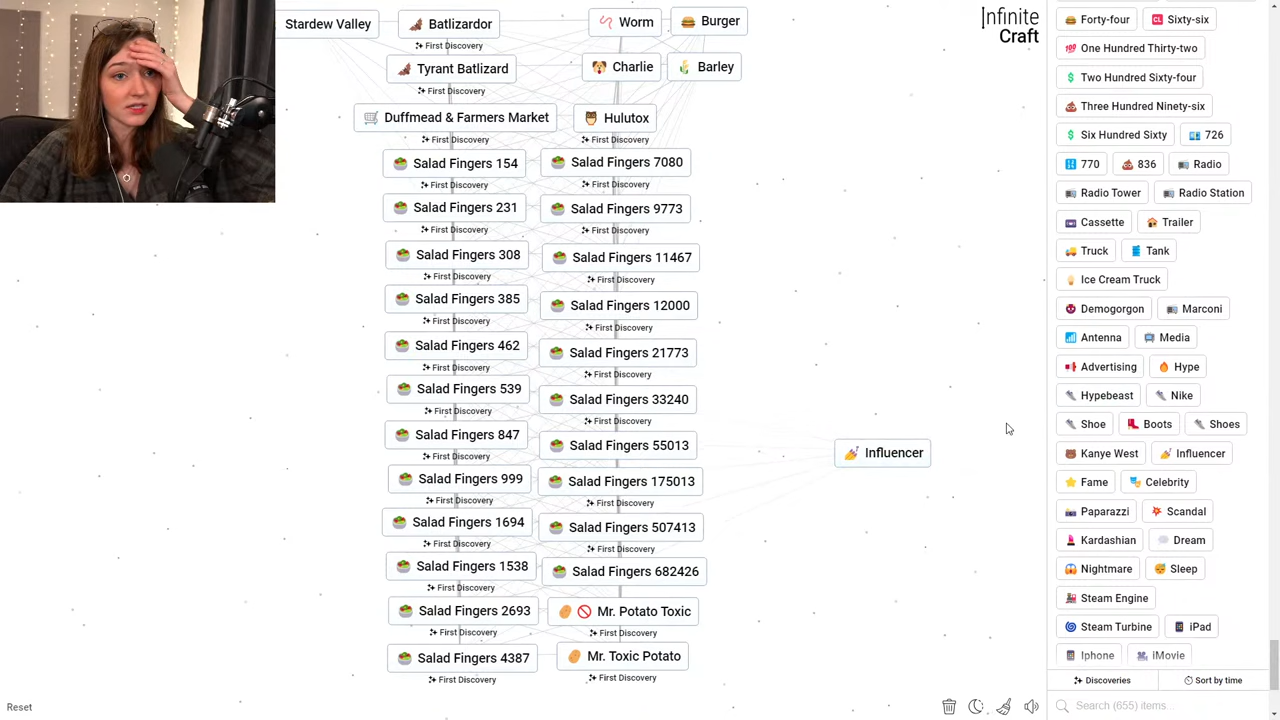 Stardew Valley
Batlizardor
First Discovery
Tyrant Batlizard
First Discovery
Duffmead & Farmers Market
First Discovery
Salad Fingers 154
First Discovery
Salad Fingers 231
First Discovery
Salad Fingers 308
First Discovery
Salad Fingers 385
First Discovery
Salad Fingers 462
First Discovery
Salad Fingers 539
First Discovery
Salad Fingers 847
First Discovery
Salad Fingers 999
First Discovery
Salad Fingers 1694
First Discovery
Salad Fingers 1538
First Discovery
Salad Fingers 2693
First Discovery
Salad Fingers 4387
First Discovery
Worm
Burger
Charlie
Barley
Hulutox
First Discovery
Salad Fingers 7080
First Discovery
Salad Fingers 9773
First Discovery
Salad Fingers 11467
First Discovery
Salad Fingers 12000
First Discovery
Salad Fingers 21773
First Discovery
Salad Fingers 33240
First Discovery
Salad Fingers 55013
First Discovery
Salad Fingers 175013
First Discovery
Salad Fingers 507413
First Discovery
Salad Fingers 682426
Mr. Potato Toxic
First Discovery
Mr. Toxic Potato
First Discovery
Influencer
Infinite
Craft
Forty-four
CL Sixty-six
100 One Hundred Thirty-two
$ Two Hundred Sixty-four
Three Hundred Ninety-six
$ Six Hundred Sixty
726
770
836
Radio
Radio Tower
Radio Station
Cassette
Trailer
Truck
Tank
Ice Cream Truck
Demogorgon
Marconi
Antenna
Media
Advertising
Hype
Hypebeast
Nike
Shoe
Boots
Shoes
Kanye West
Influencer
Fame
Celebrity
Paparazzi
Scandal
Kardashian
Dream
Nightmare
Sleep
Steam Engine
Steam Turbine
iPad
Iphone
iMovie
Discoveries
Sort by time
Search (655) items...
Reset